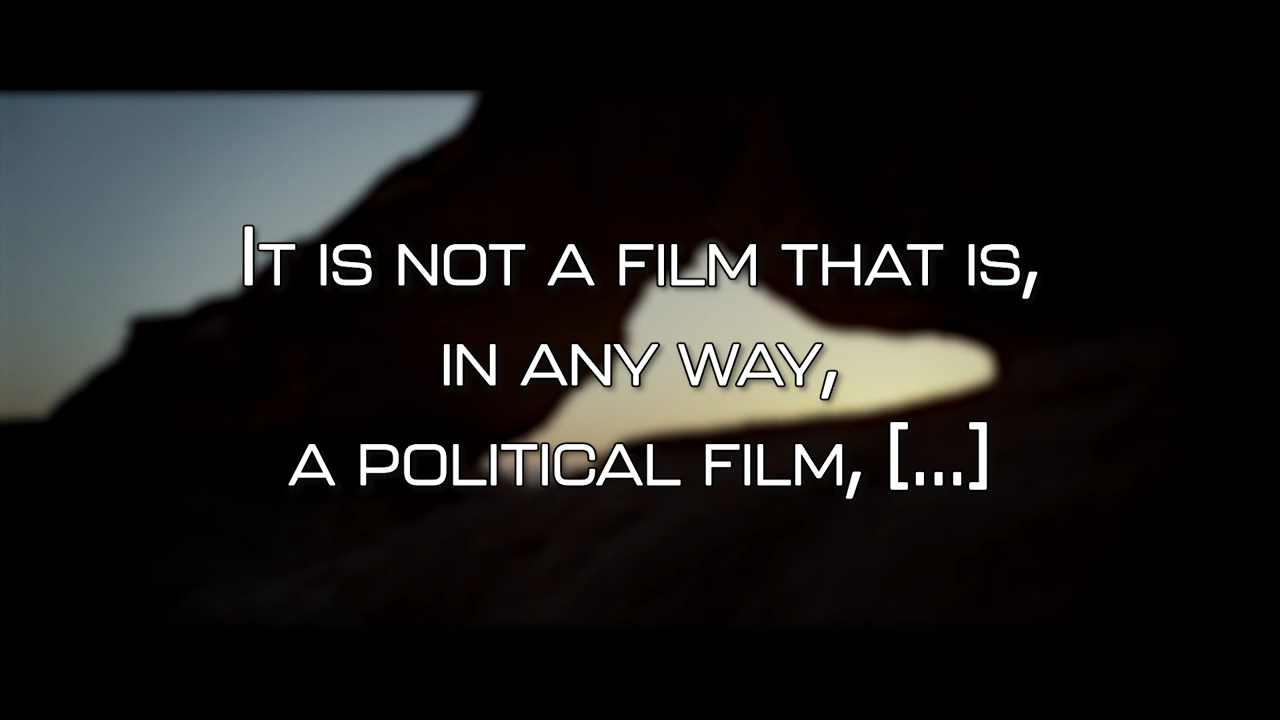 It is not a film that is,
in any way,
a political film, [...]